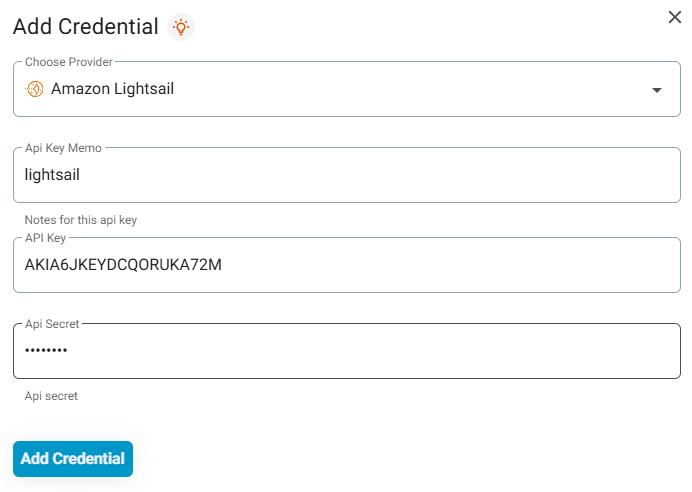 Add Credential
Choose Provider
Amazon Lightsail
Api Key Memo
lightsail
Notes for this api key
API Key
AKIA6JKEYDCQORUKA72M
Api Secret
••••••••
Api secret
Add Credential